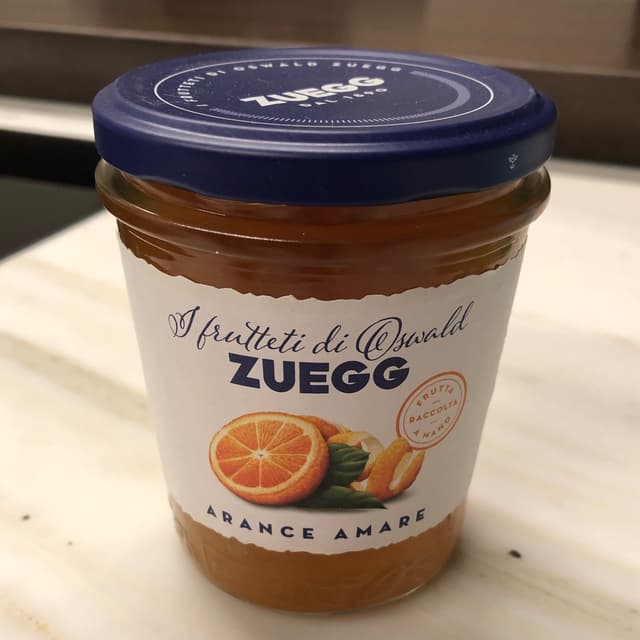 I FRUTTETI DI OSWALD ZUEGG
ZUEGG
DAL 1890
I frutteti di Oswald
ZUEGG
FRUTTA
RACCOLTA
A MANO
ARANCE AMARE